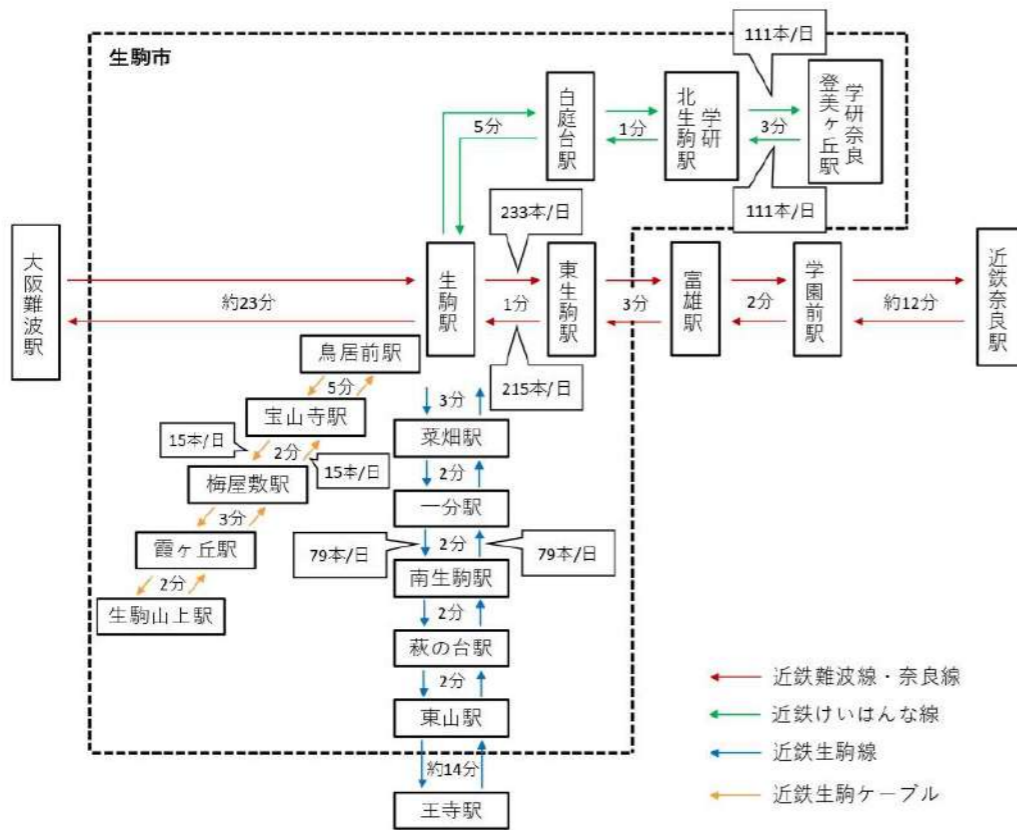 生駒市
111本/日
白庭台駅
学研
北生駒駅
学研奈良
登美ヶ丘駅
5分
1分
3分
111本/日
233本/日
大阪難波駅
約23分
生駒駅
1分
東生駒駅
3分
富雄駅
2分
学園前駅
約12分
近鉄奈良駅
215本/日
鳥居前駅
5分
宝山寺駅
15本/日
2分
15本/日
梅屋敷駅
3分
霞ヶ丘駅
2分
生駒山上駅
3分
菜畑駅
2分
一分駅
79本/日
2分
79本/日
南生駒駅
2分
萩の台駅
2分
東山駅
約14分
王寺駅
近鉄難波線・奈良線
近鉄けいはんな線
近鉄生駒線
近鉄生駒ケーブル